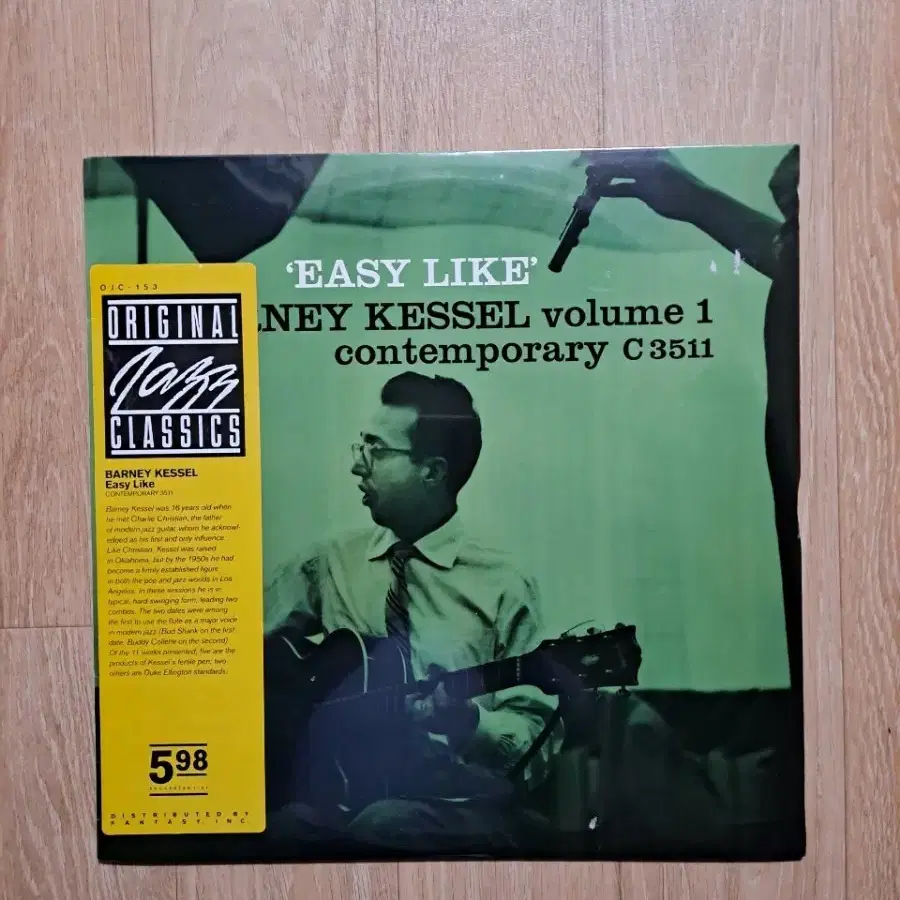 'EASY LIKE'
RNEY KESSEL volume 1
contemporary C 3511
OJC-153
ORIGINAL
Jazz
CLASSICS
BARNEY KESSEL
Easy Like
CONTEMPORARY 3511
Barney Kessel was 16 years old when
he met Charlie Christian, the father
of modern jazz guitar, whom he acknowl-
edged as his first and only influence.
Like Christian, Kessel was raised
in Oklahoma, but by the 1950s he had
become a firmly established figure
in both the pop and jazz worlds in Los
Angeles. In these sessions he is in
typical, hard-swinging form, leading two
combos. The two dates were among
the first to use the flute as a major voice
in modern jazz (Bud Shank on the first
date, Buddy Collette on the second).
Of the 11 works presented, five are the
products of Kessel's fertile pen; two
others are Duke Ellington standards.
5 98
DISTRIBUTED BY
FANTASY, INC.